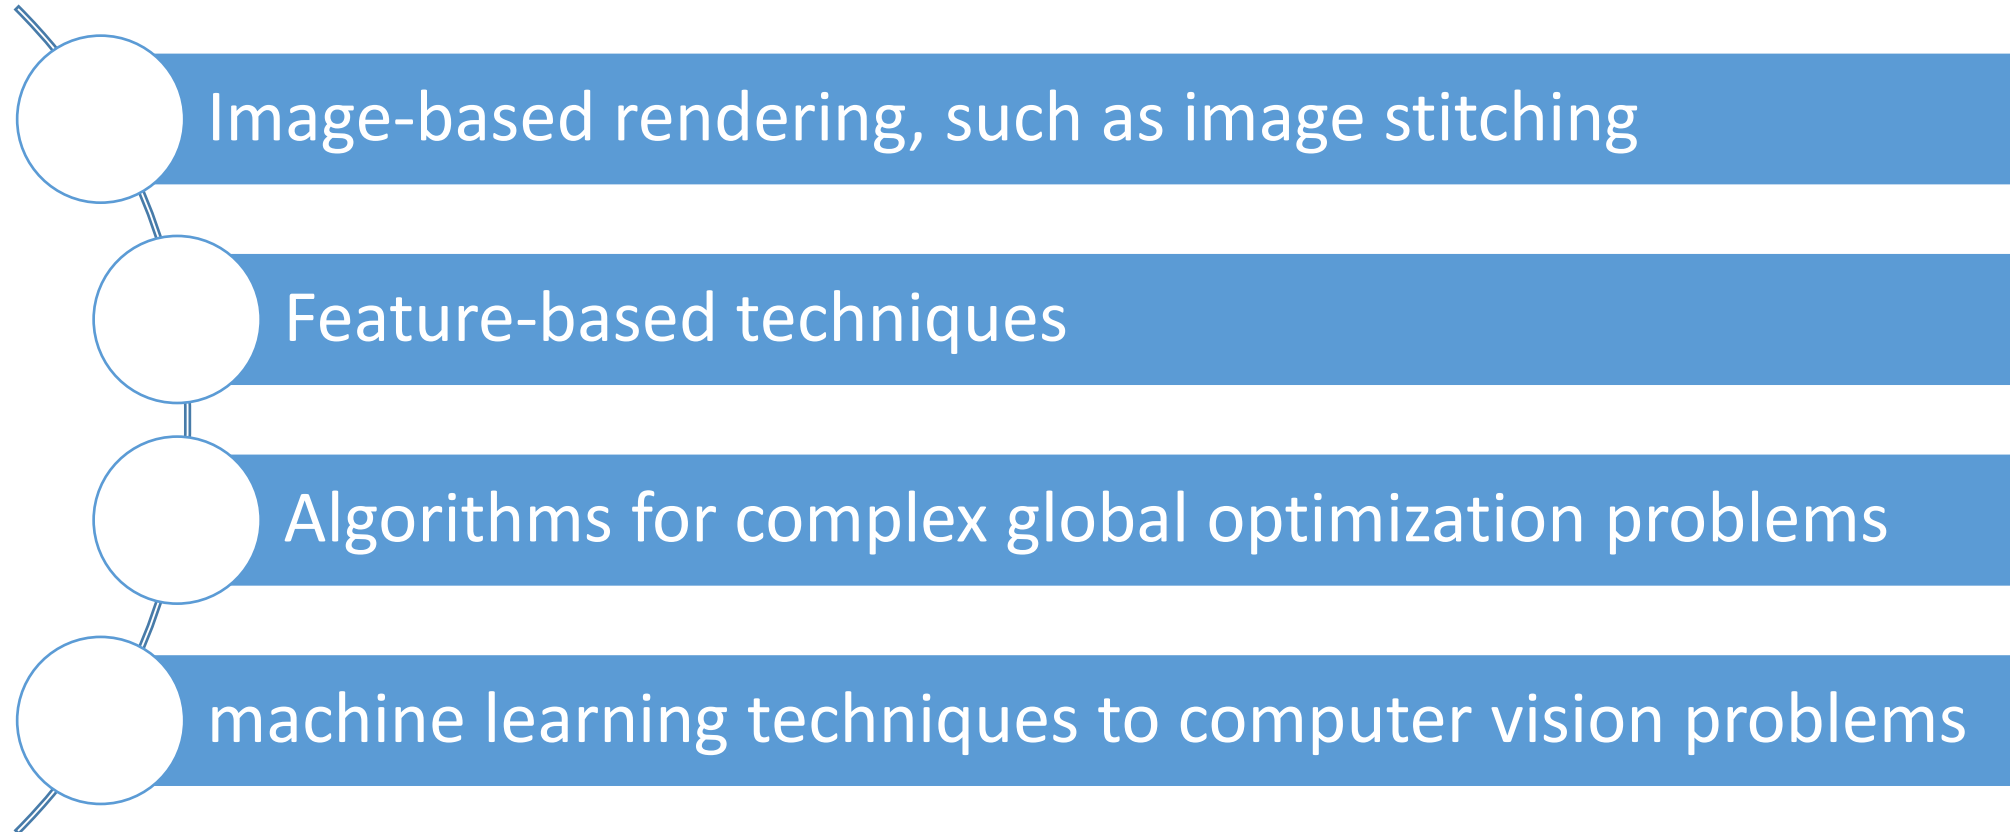 Image-based rendering, such as image stitching
Feature-based techniques
Algorithms for complex global optimization problems
machine learning techniques to computer vision problems